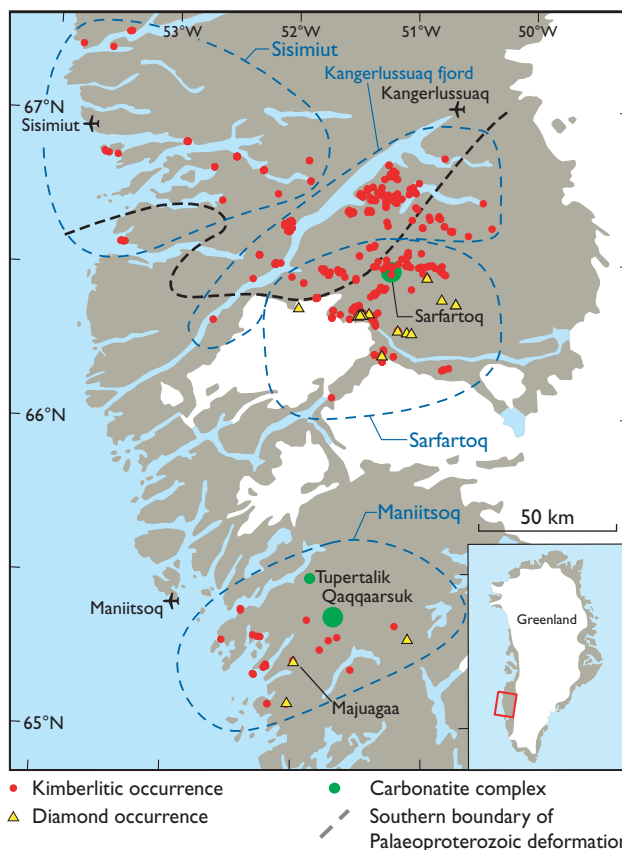 53°W
52°W
51°W
50°W
Sisimiut
Kangerlussuaq fjord
67°N
Kangerlussuaq
Sisimiut
Sarfartoq
66°N
Sarfartoq
Maniitsoq
50 km
Tupertalik
Qaqqaarsuk
Maniitsoq
Greenland
Majuagaa
65°N
Kimberlitic occurrence
Carbonatite complex
Diamond occurrence
Southern boundary of
Palaeoproterozoic deformation